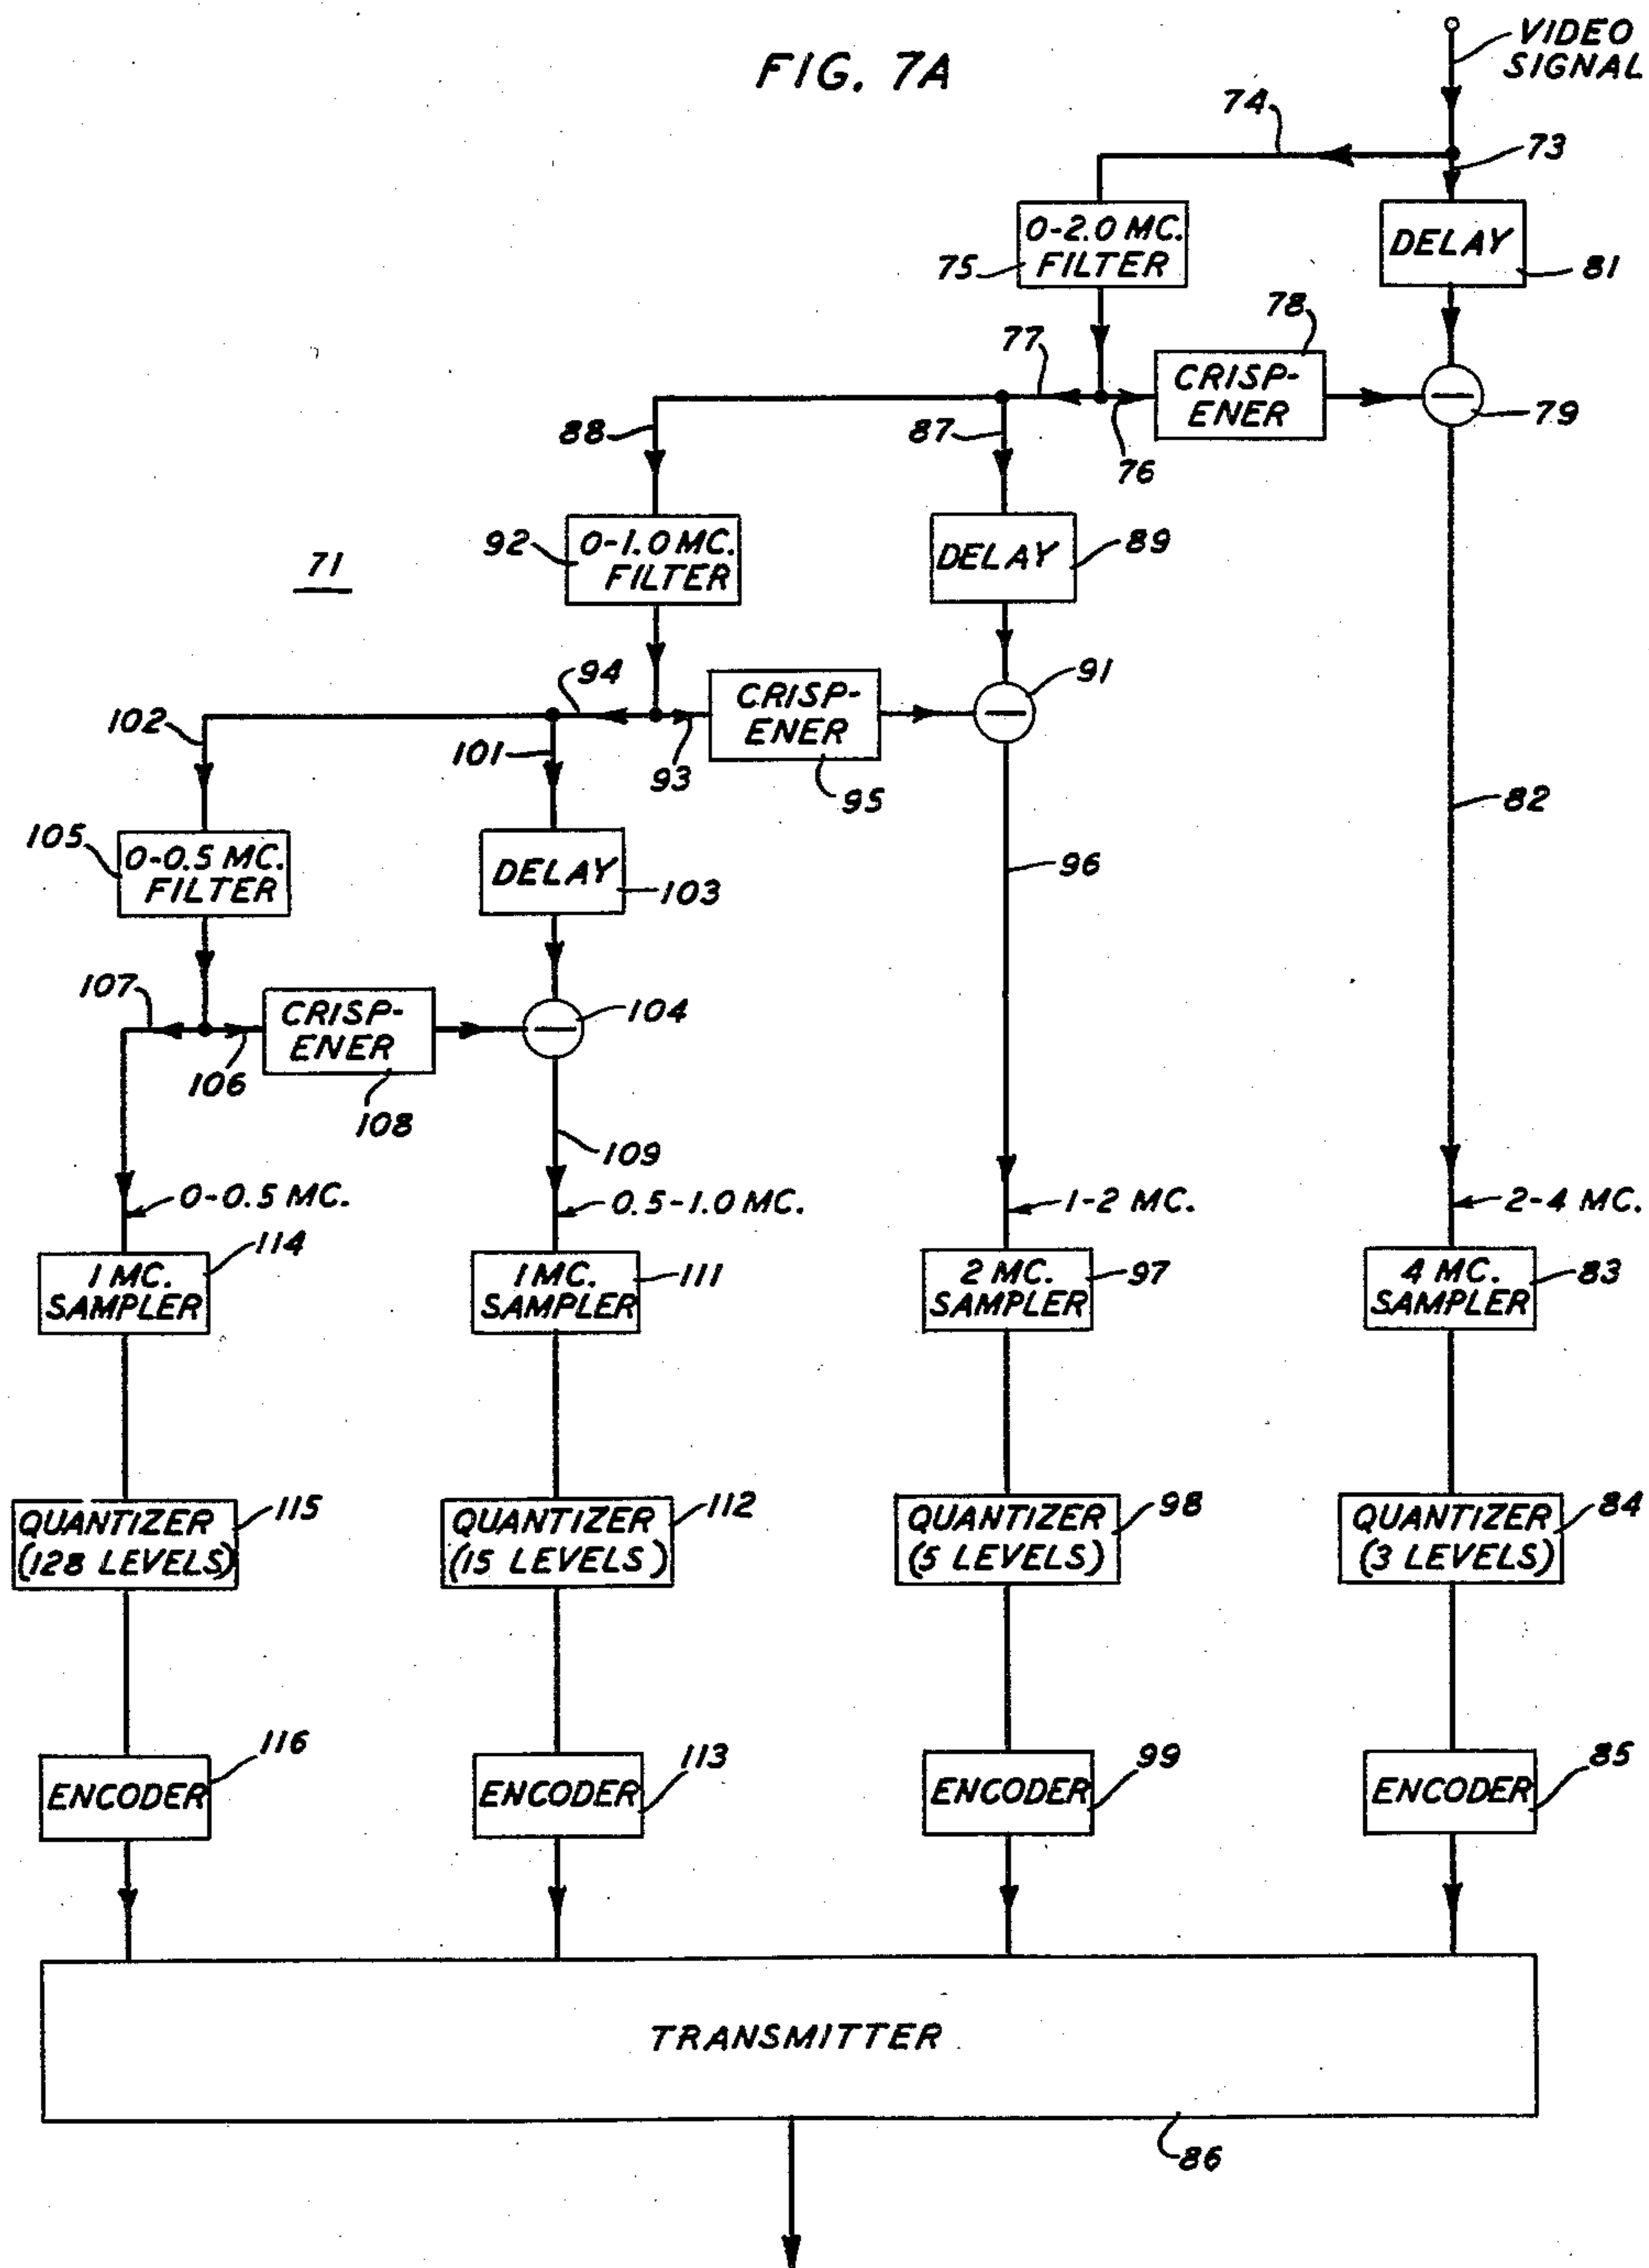 FIG. 7A
VIDEO
SIGNAL
74
73
0-2.0 MC.
FILTER
75
DELAY
81
78
77
CRISP-
ENER
79
88
87
76
92
0-1.0 MC.
FILTER
DELAY
89
71
94
CRISP-
ENER
91
102
101
93
95
82
105
0-0.5 MC.
FILTER
DELAY
103
96
107
CRISP-
ENER
104
106
108
109
0-0.5 MC.
0.5-1.0 MC.
1-2 MC.
2-4 MC.
114
1 MC.
SAMPLER
111
1 MC.
SAMPLER
97
2 MC.
SAMPLER
83
4 MC.
SAMPLER
115
QUANTIZER
(128 LEVELS)
112
QUANTIZER
(15 LEVELS)
98
QUANTIZER
(5 LEVELS)
84
QUANTIZER
(3 LEVELS)
116
ENCODER
113
ENCODER
99
ENCODER
85
ENCODER
TRANSMITTER
86